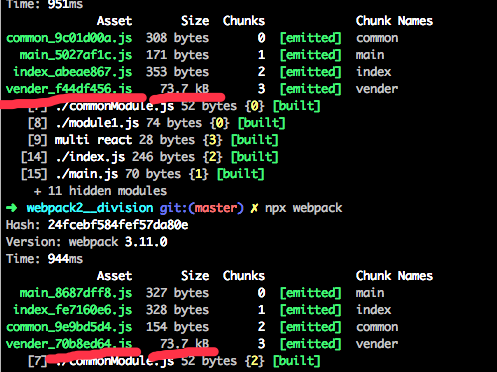 Time: 951ms
Asset Size Chunks Chunk Names
common_9c01d00a.js 308 bytes 0 [emitted] common
main_5027af1c.js 171 bytes 1 [emitted] main
index_abeae867.js 353 bytes 2 [emitted] index
vender_f44df456.js 73.7 kB 3 [emitted] vender
[7] ./commonModule.js 52 bytes {0} [built]
[8] ./module1.js 74 bytes {0} [built]
[9] multi react 28 bytes {3} [built]
[14] ./index.js 246 bytes {2} [built]
[15] ./main.js 70 bytes {1} [built]
+ 11 hidden modules
➜ webpack2__division git:(master) ✗ npx webpack
Hash: 24fcebf584fef57da80e
Version: webpack 3.11.0
Time: 944ms
Asset Size Chunks Chunk Names
main_8687dff8.js 327 bytes 0 [emitted] main
index_fe7160e6.js 328 bytes 1 [emitted] index
common_9e9bd5d4.js 154 bytes 2 [emitted] common
vender_70b8ed64.js 73.7 kB 3 [emitted] vender
[7] ./commonModule.js 52 bytes {2} [built]